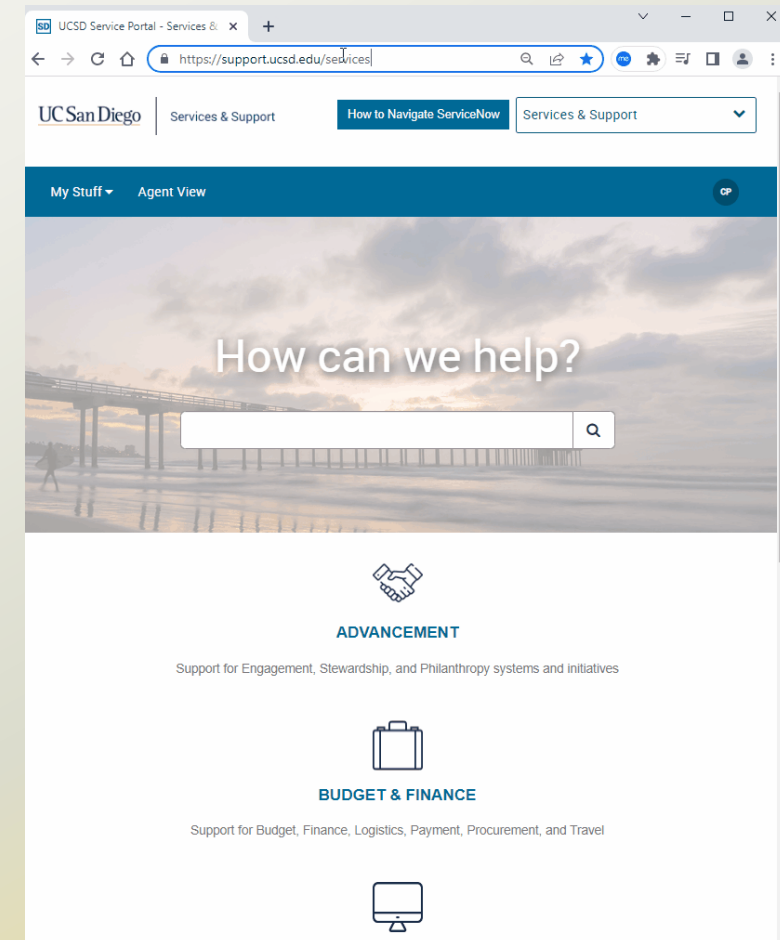 SD UCSD Service Portal - Services &
https://support.ucsd.edu/services
me
UC San Diego
Services & Support
How to Navigate ServiceNow
Services & Support
My Stuff
Agent View
CP
How can we help?
ADVANCEMENT
Support for Engagement, Stewardship, and Philanthropy systems and initiatives
BUDGET & FINANCE
Support for Budget, Finance, Logistics, Payment, Procurement, and Travel